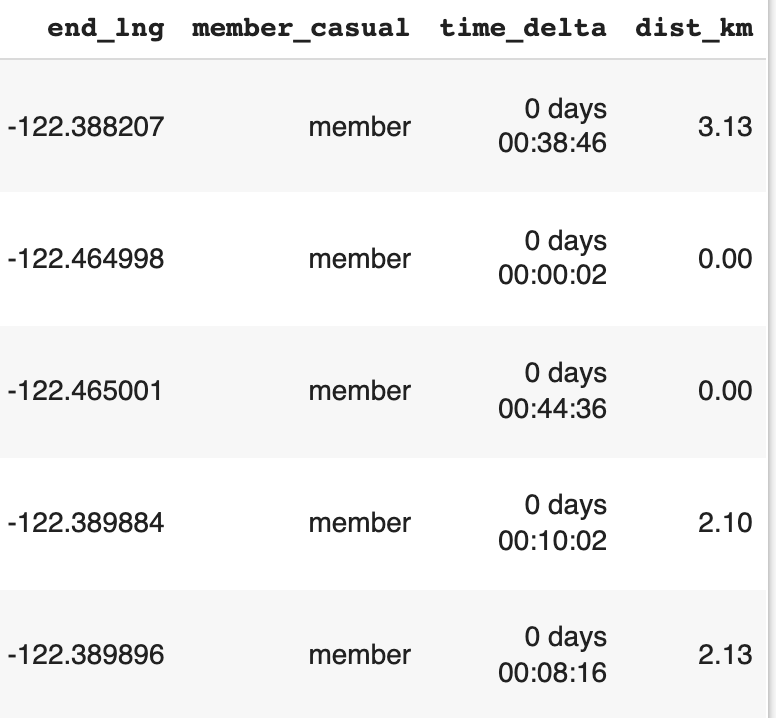 end_lng member_casual time_delta dist_km
-122.388207 member 0 days 00:38:46 3.13
-122.464998 member 0 days 00:00:02 0.00
-122.465001 member 0 days 00:44:36 0.00
-122.389884 member 0 days 00:10:02 2.10
-122.389896 member 0 days 00:08:16 2.13